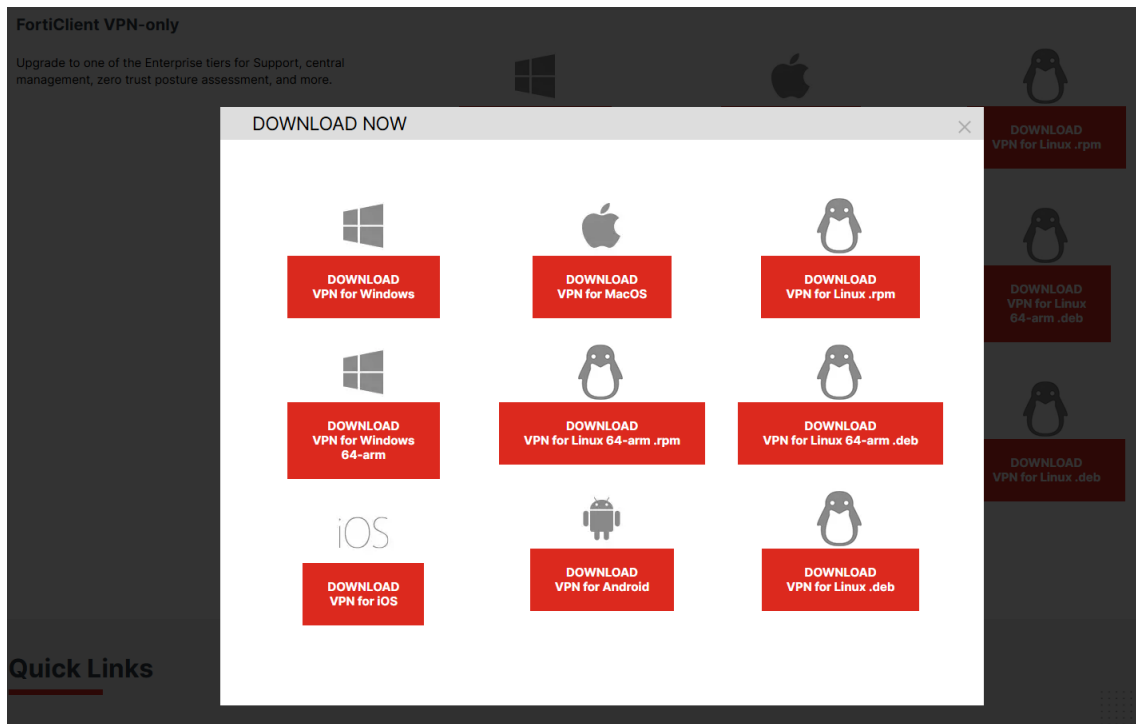 FortiClient VPN-only
Upgrade to one of the Enterprise tiers for Support, central
management, zero trust posture assessment, and more.
DOWNLOAD NOW
DOWNLOAD
VPN for Windows
DOWNLOAD
VPN for MacOS
DOWNLOAD
VPN for Linux .rpm
DOWNLOAD
VPN for Windows
64-arm
DOWNLOAD
VPN for Linux 64-arm .rpm
DOWNLOAD
VPN for Linux 64-arm .deb
iOS
DOWNLOAD
VPN for iOS
DOWNLOAD
VPN for Android
DOWNLOAD
VPN for Linux .deb
DOWNLOAD
VPN for Linux .rpm
DOWNLOAD
VPN for Linux
64-arm .deb
DOWNLOAD
VPN for Linux .deb
Quick Links